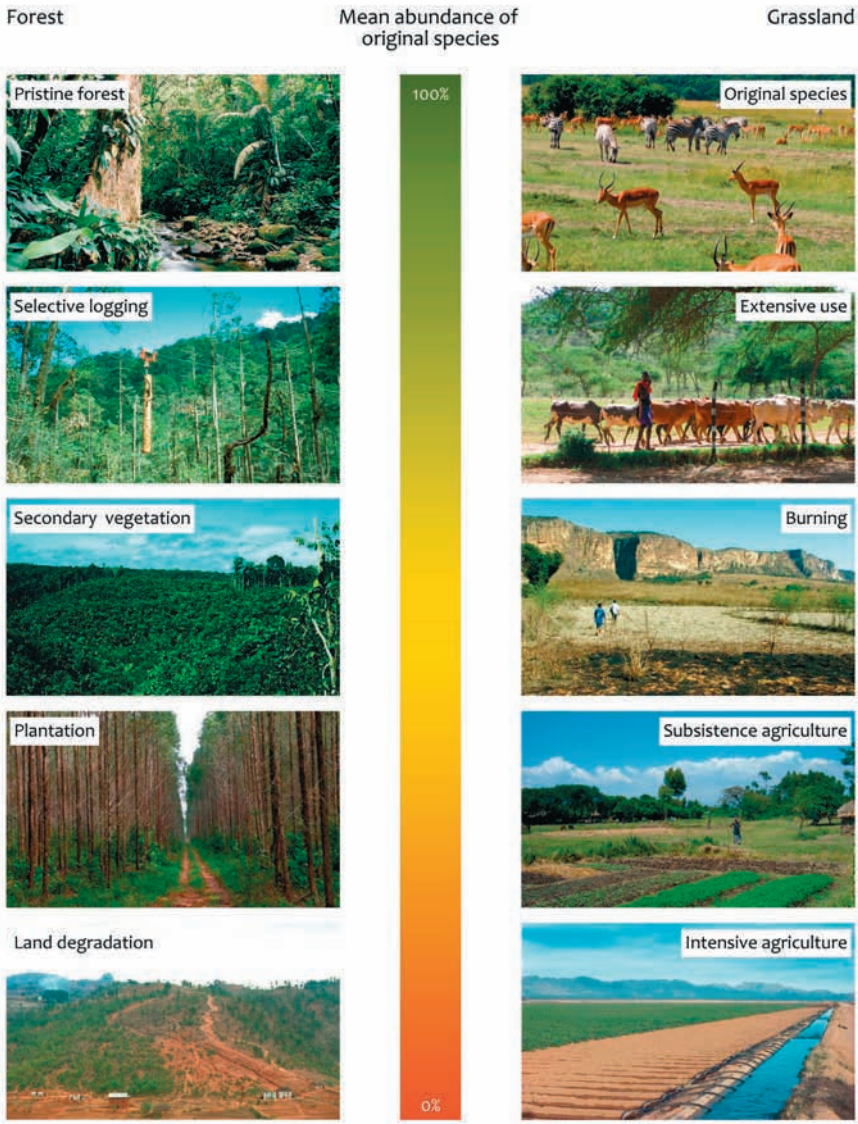 Forest
Mean abundance of
original species
Grassland
Pristine forest
100%
Original species
Selective logging
Extensive use
Secondary vegetation
Burning
Plantation
Subsistence agriculture
Land degradation
Intensive agriculture
0%